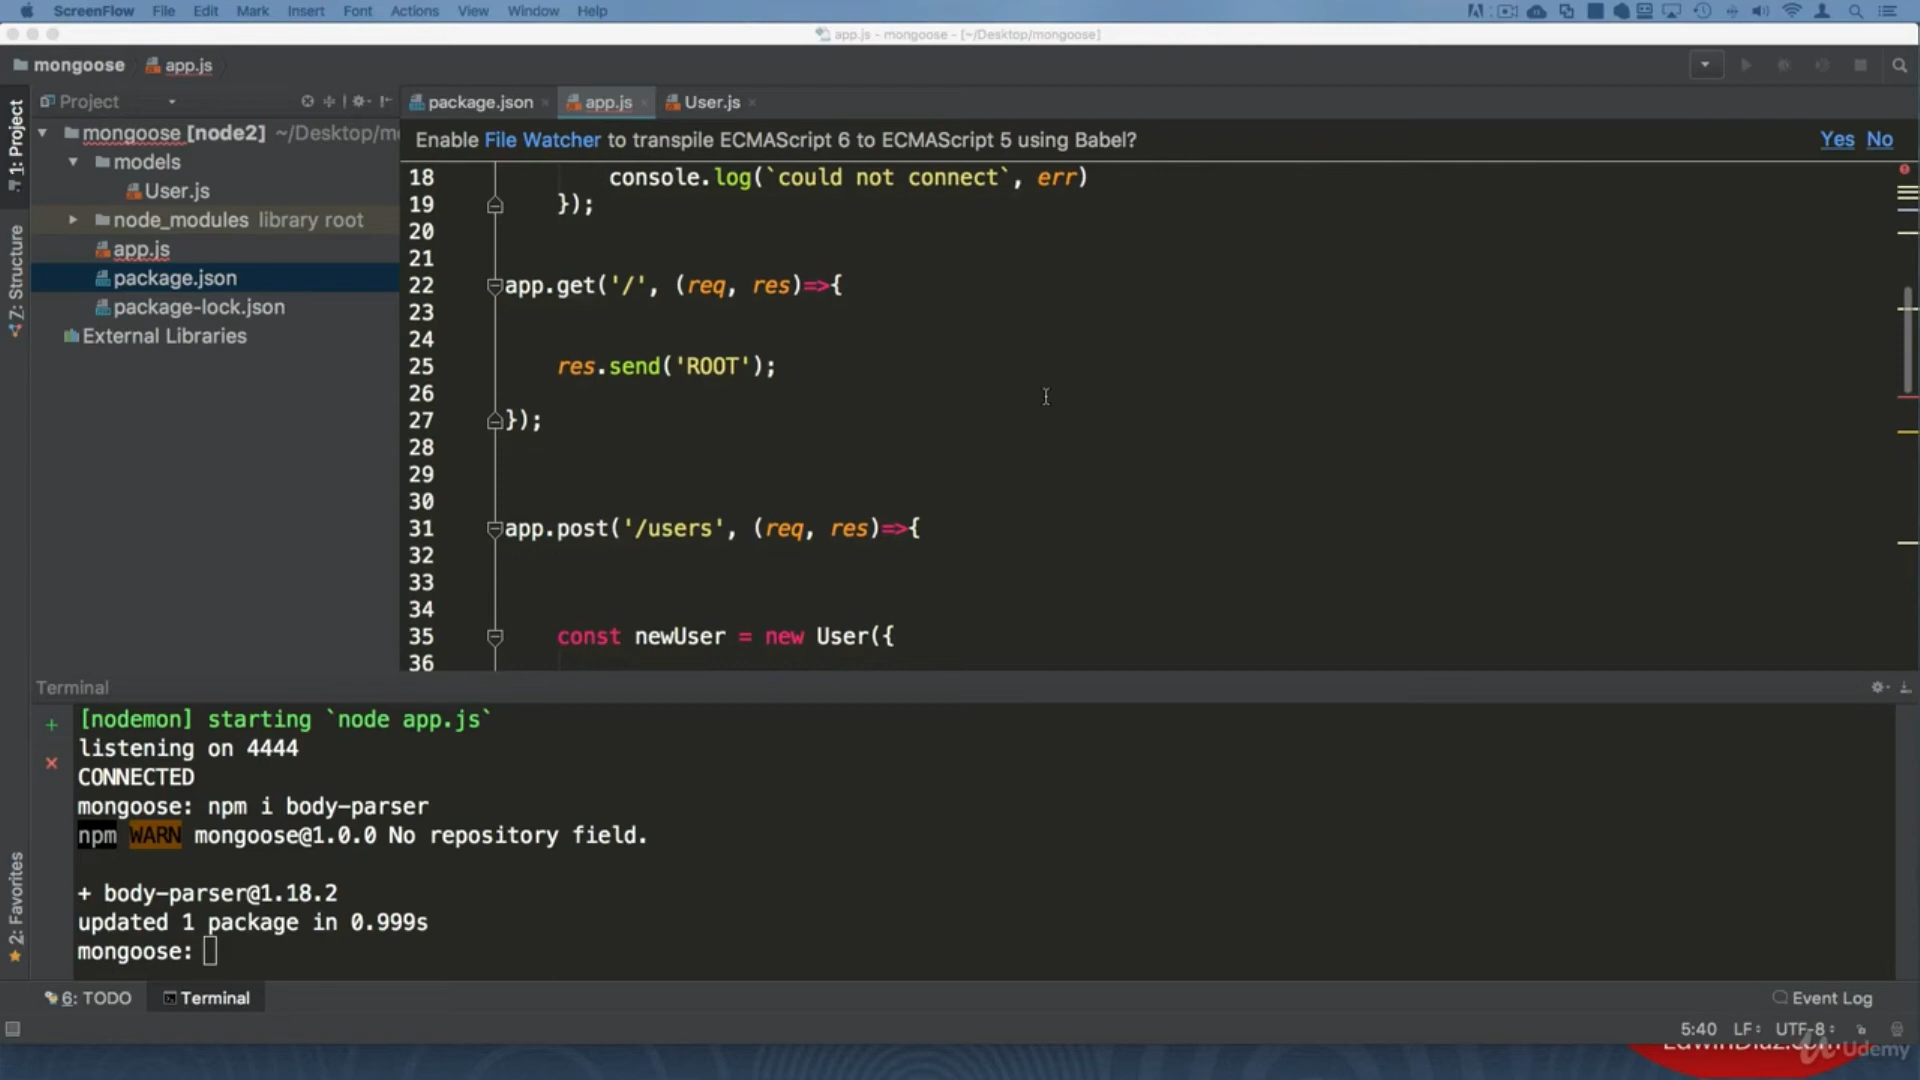 ScreenFlow File Edit Mark Insert Font Actions View Window Help
app.js - mongoose - [~/Desktop/mongoose]
mongoose app.js
Project
package.json app.js User.js
1: Project
7: Structure
2: Favorites
mongoose [node2] ~/Desktop/m
models
User.js
node_modules library root
app.js
package.json
package-lock.json
External Libraries
Enable File Watcher to transpile ECMAScript 6 to ECMAScript 5 using Babel? Yes No
18 console.log(`could not connect`, err)
19 });
20
21
22 app.get('/', (req, res)=>{
23
24
25 res.send('ROOT');
26
27 });
28
29
30
31 app.post('/users', (req, res)=>{
32
33
34
35 const newUser = new User({
36
Terminal
[nodemon] starting `node app.js`
listening on 4444
CONNECTED
mongoose: npm i body-parser
npm WARN mongoose@1.0.0 No repository field.
+ body-parser@1.18.2
updated 1 package in 0.999s
mongoose:
6: TODO Terminal Event Log
5:40 LF UTF-8
EdwinDiaz.com
Udemy